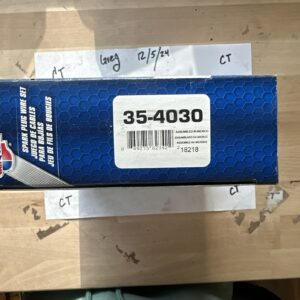 Greg 12/5/24 CT
CT
SPARK PLUG WIRE SET
JUEGO DE CABLES
PARA BUJIAS
JEU DE FILS DE BOUGIES
35-4030
18218
CT
CT